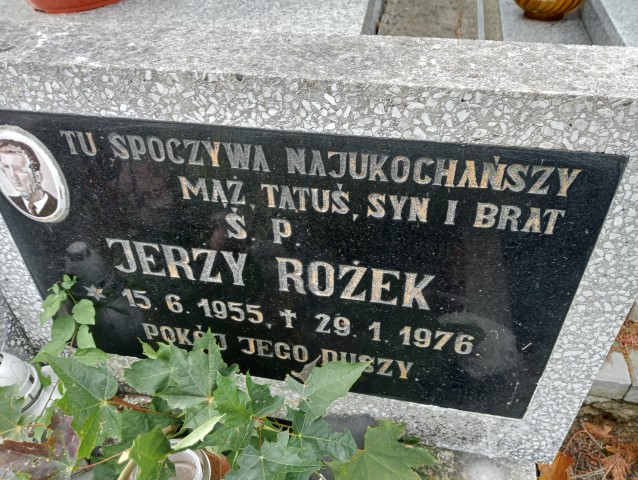 TU SPOCZYWA NAJUKOCHAŃSZY
MĄŻ, TATUŚ, SYN I BRAT
Ś. P.
JERZY ROŻEK
* 15. 6. 1955, ✝ 29. 1. 1976
POKÓJ JEGO DUSZY.